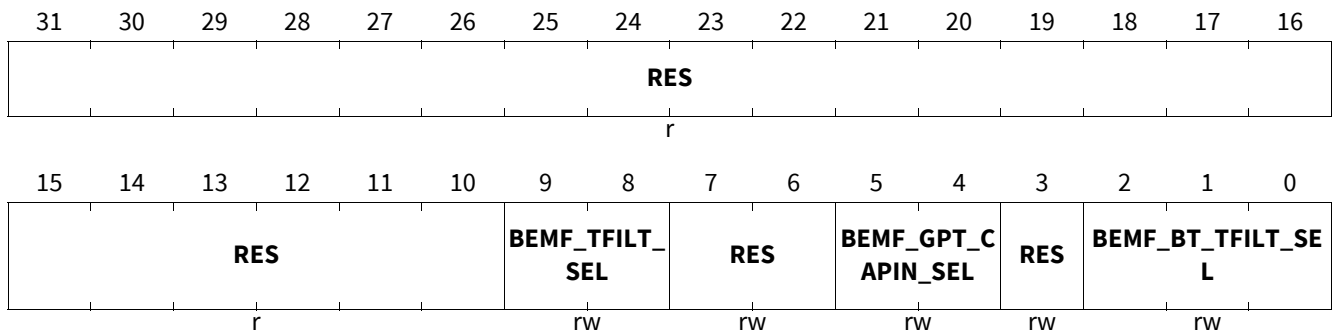 31 30 29 28 27 26 25 24 23 22 21 20 19 18 17 16
RES
r
15 14 13 12 11 10 9 8 7 6 5 4 3 2 1 0
RES BEMF_TFILT_ RES BEMF_GPT_C RES BEMF_BT_TFILT_SE
SEL APIN_SEL L
r rw rw rw rw rw